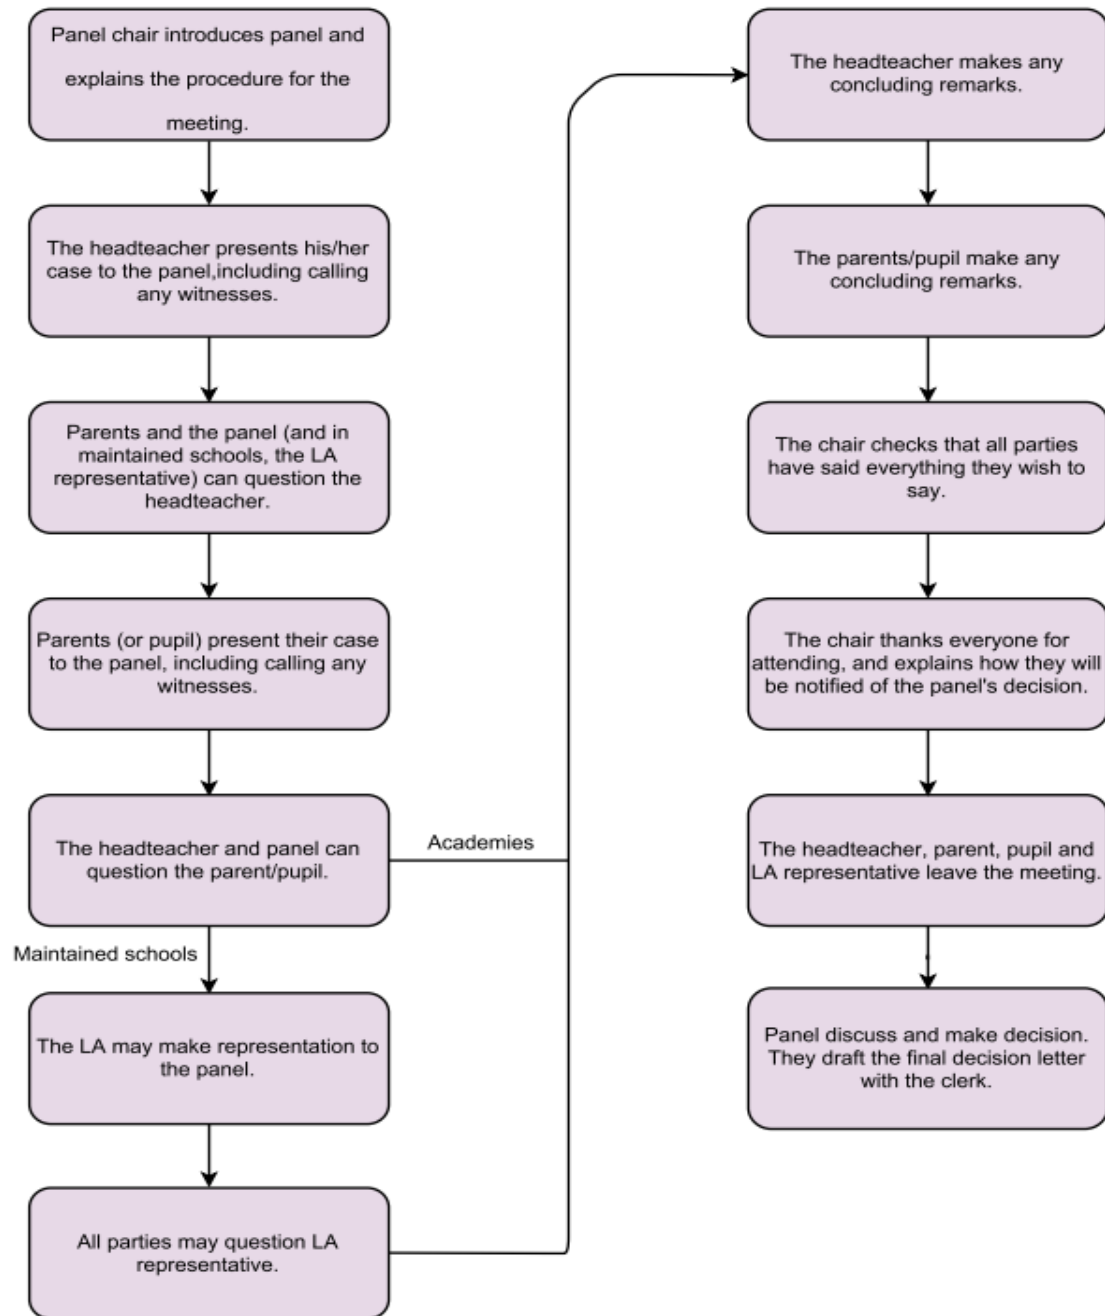 Panel chair introduces panel and
explains the procedure for the
meeting.
The headteacher presents his/her
case to the panel,including calling
any witnesses.
Parents and the panel (and in
maintained schools, the LA
representative) can question the
headteacher.
Parents (or pupil) present their case
to the panel, including calling any
witnesses.
The headteacher and panel can
question the parent/pupil.
Academies
Maintained schools
The LA may make representation to
the panel.
All parties may question LA
representative.
The headteacher makes any
concluding remarks.
The parents/pupil make any
concluding remarks.
The chair checks that all parties
have said everything they wish to
say.
The chair thanks everyone for
attending, and explains how they will
be notified of the panel's decision.
The headteacher, parent, pupil and
LA representative leave the meeting.
Panel discuss and make decision.
They draft the final decision letter
with the clerk.